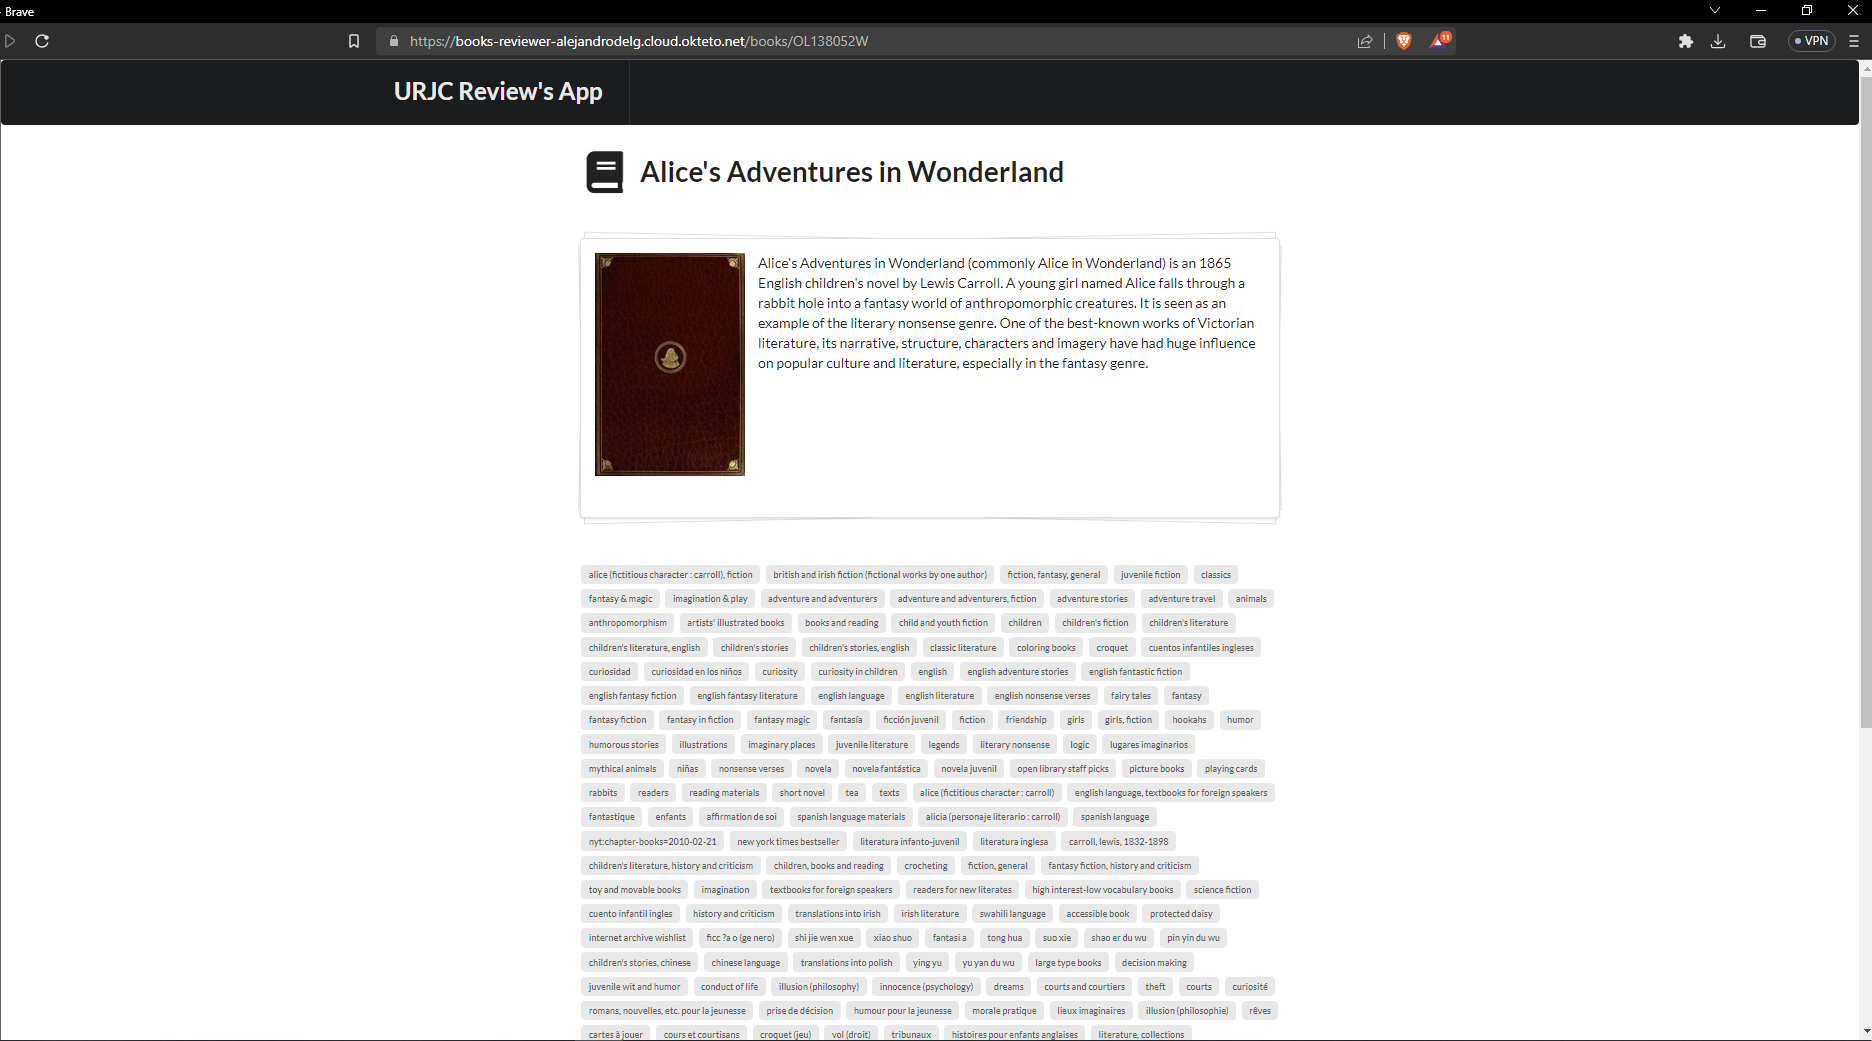 - Brave
https://books-reviewer-alejandrodelg.cloud.okteto.net/books/OL138052W
11
VPN
URJC Review's App
Alice's Adventures in Wonderland
Alice's Adventures in Wonderland (commonly Alice in Wonderland) is an 1865
English children's novel by Lewis Carroll. A young girl named Alice falls through a
rabbit hole into a fantasy world of anthropomorphic creatures. It is seen as an
example of the literary nonsense genre. One of the best-known works of Victorian
literature, its narrative, structure, characters and imagery have had huge influence
on popular culture and literature, especially in the fantasy genre.
alice (fictitious character : carroll), fiction british and irish fiction (fictional works by one author) fiction, fantasy, general juvenile fiction classics
fantasy & magic imagination & play adventure and adventurers adventure and adventurers, fiction adventure stories adventure travel animals
anthropomorphism artists' illustrated books books and reading child and youth fiction children children's fiction children's literature
children's literature, english children's stories children's stories, english classic literature coloring books croquet cuentos infantiles ingleses
curiosidad curiosidad en los niños curiosity curiosity in children english english adventure stories english fantastic fiction
english fantasy fiction english fantasy literature english language english literature english nonsense verses fairy tales fantasy
fantasy fiction fantasy in fiction fantasy magic fantasía ficción juvenil fiction friendship girls girls, fiction hookahs humor
humorous stories illustrations imaginary places juvenile literature legends literary nonsense logic lugares imaginarios
mythical animals niñas nonsense verses novela novela fantástica novela juvenil open library staff picks picture books playing cards
rabbits readers reading materials short novel tea texts alice (fictitious character : carroll) english language, textbooks for foreign speakers
fantastique enfants affirmation de soi spanish language materials alicia (personaje literario : carroll) spanish language
nyt:chapter-books=2010-02-21 new york times bestseller literatura infanto-juvenil literatura inglesa carroll, lewis, 1832-1898
children's literature, history and criticism children, books and reading crocheting fiction, general fantasy fiction, history and criticism
toy and movable books imagination textbooks for foreign speakers readers for new literates high interest-low vocabulary books science fiction
cuento infantil ingles history and criticism translations into irish irish literature swahili language accessible book protected daisy
internet archive wishlist ficc ?a o (ge nero) shi jie wen xue xiao shuo fantasi a tong hua suo xie shao er du wu pin yin du wu
children's stories, chinese chinese language translations into polish ying yu yu yan du wu large type books decision making
juvenile wit and humor conduct of life illusion (philosophy) innocence (psychology) dreams courts and courtiers theft courts curiosité
romans, nouvelles, etc. pour la jeunesse prise de décision humour pour la jeunesse morale pratique lieux imaginaires illusion (philosophie) rêves
cartes à jouer cours et courtisans croquet (jeu) vol (droit) tribunaux histoires pour enfants anglaises literature, collections